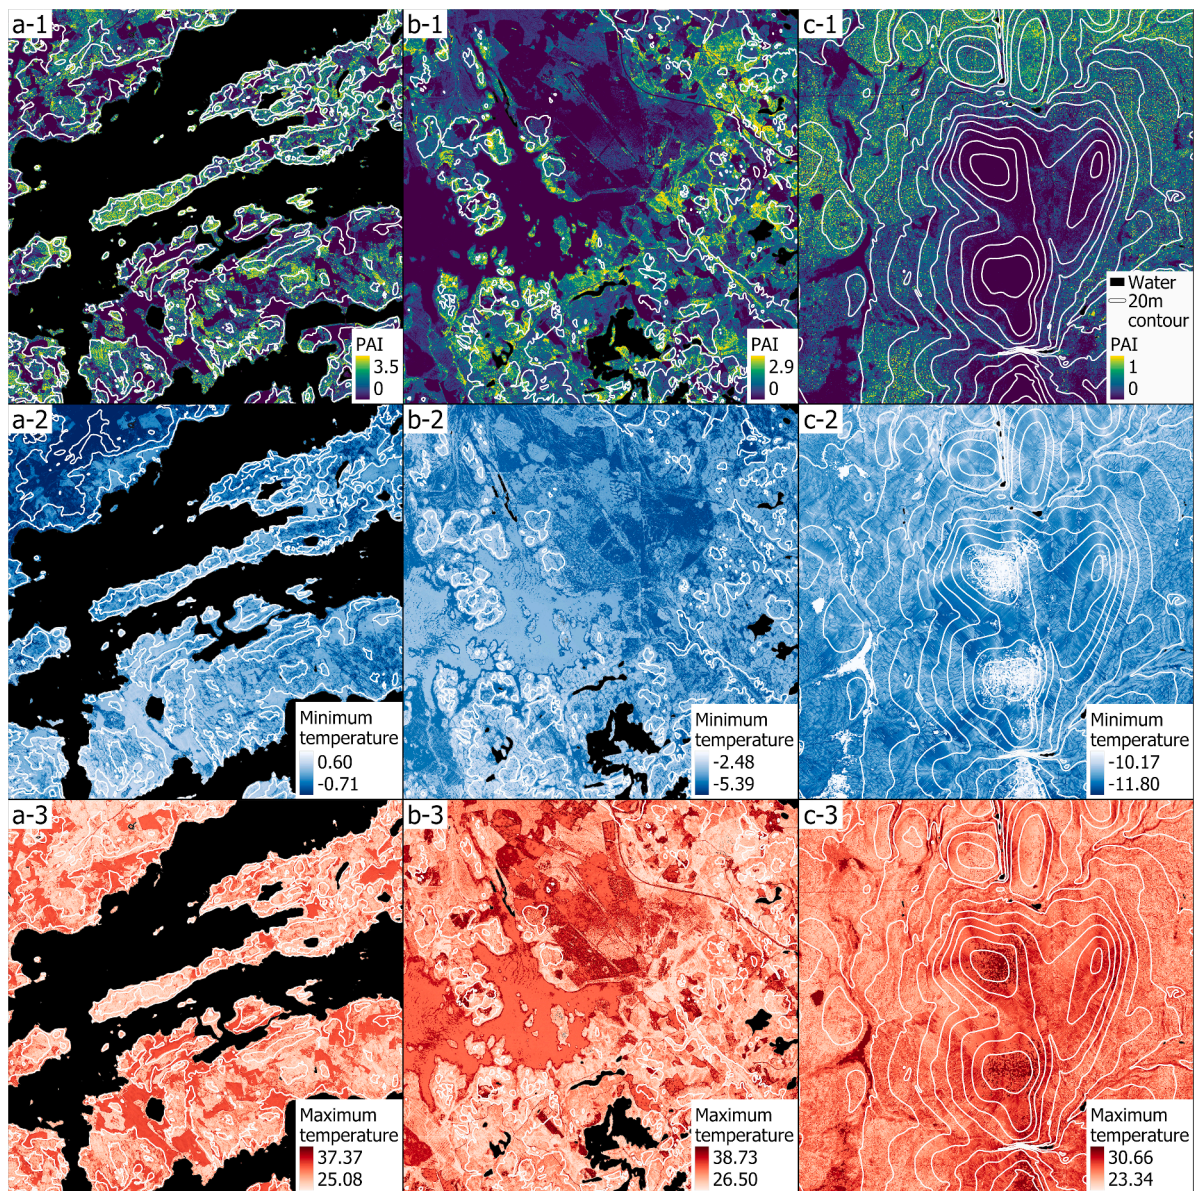 a-1
PAI
3.5
0
b-1
PAI
2.9
0
c-1
Water
20m
contour
PAI
1
0
a-2
Minimum
temperature
0.60
-0.71
b-2
Minimum
temperature
-2.48
-5.39
c-2
Minimum
temperature
-10.17
-11.80
a-3
Maximum
temperature
37.37
25.08
b-3
Maximum
temperature
38.73
26.50
c-3
Maximum
temperature
30.66
23.34